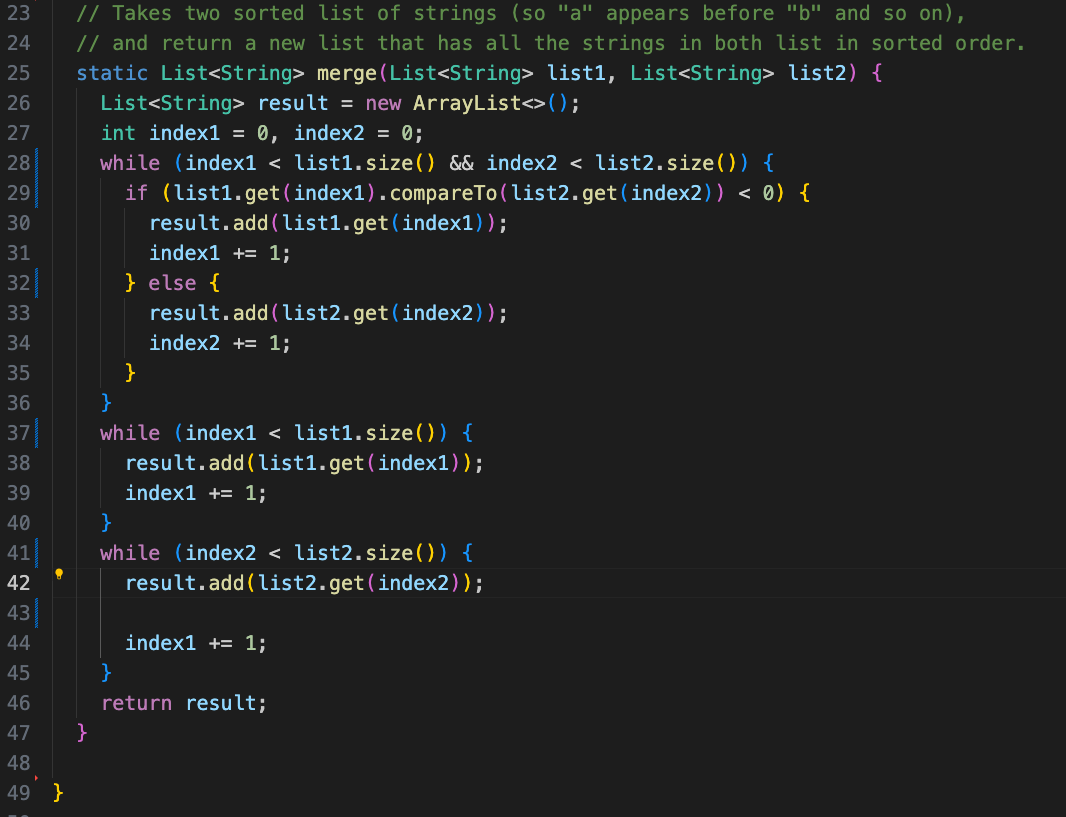 23 // Takes two sorted list of strings (so "a" appears before "b" and so on),
24 // and return a new list that has all the strings in both list in sorted order.
25 static List<String> merge(List<String> list1, List<String> list2) {
26 List<String> result = new ArrayList<>();
27 int index1 = 0, index2 = 0;
28 while (index1 < list1.size() && index2 < list2.size()) {
29 if (list1.get(index1).compareTo(list2.get(index2)) < 0) {
30 result.add(list1.get(index1));
31 index1 += 1;
32 } else {
33 result.add(list2.get(index2));
34 index2 += 1;
35 }
36 }
37 while (index1 < list1.size()) {
38 result.add(list1.get(index1));
39 index1 += 1;
40 }
41 while (index2 < list2.size()) {
42 result.add(list2.get(index2));
43
44 index1 += 1;
45 }
46 return result;
47 }
48
49 }